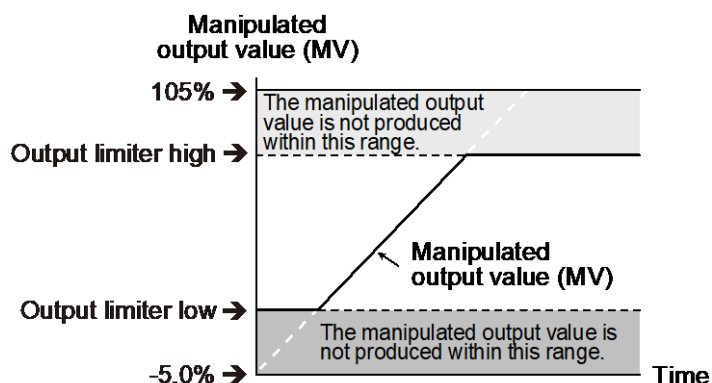 Manipulated
output value (MV)
105% ➔
The manipulated output
value is not produced
within this range.
Output limiter high ➔
Manipulated
output value (MV)
Output limiter low ➔
The manipulated output value is
not produced within this range.
-5.0% ➔
Time